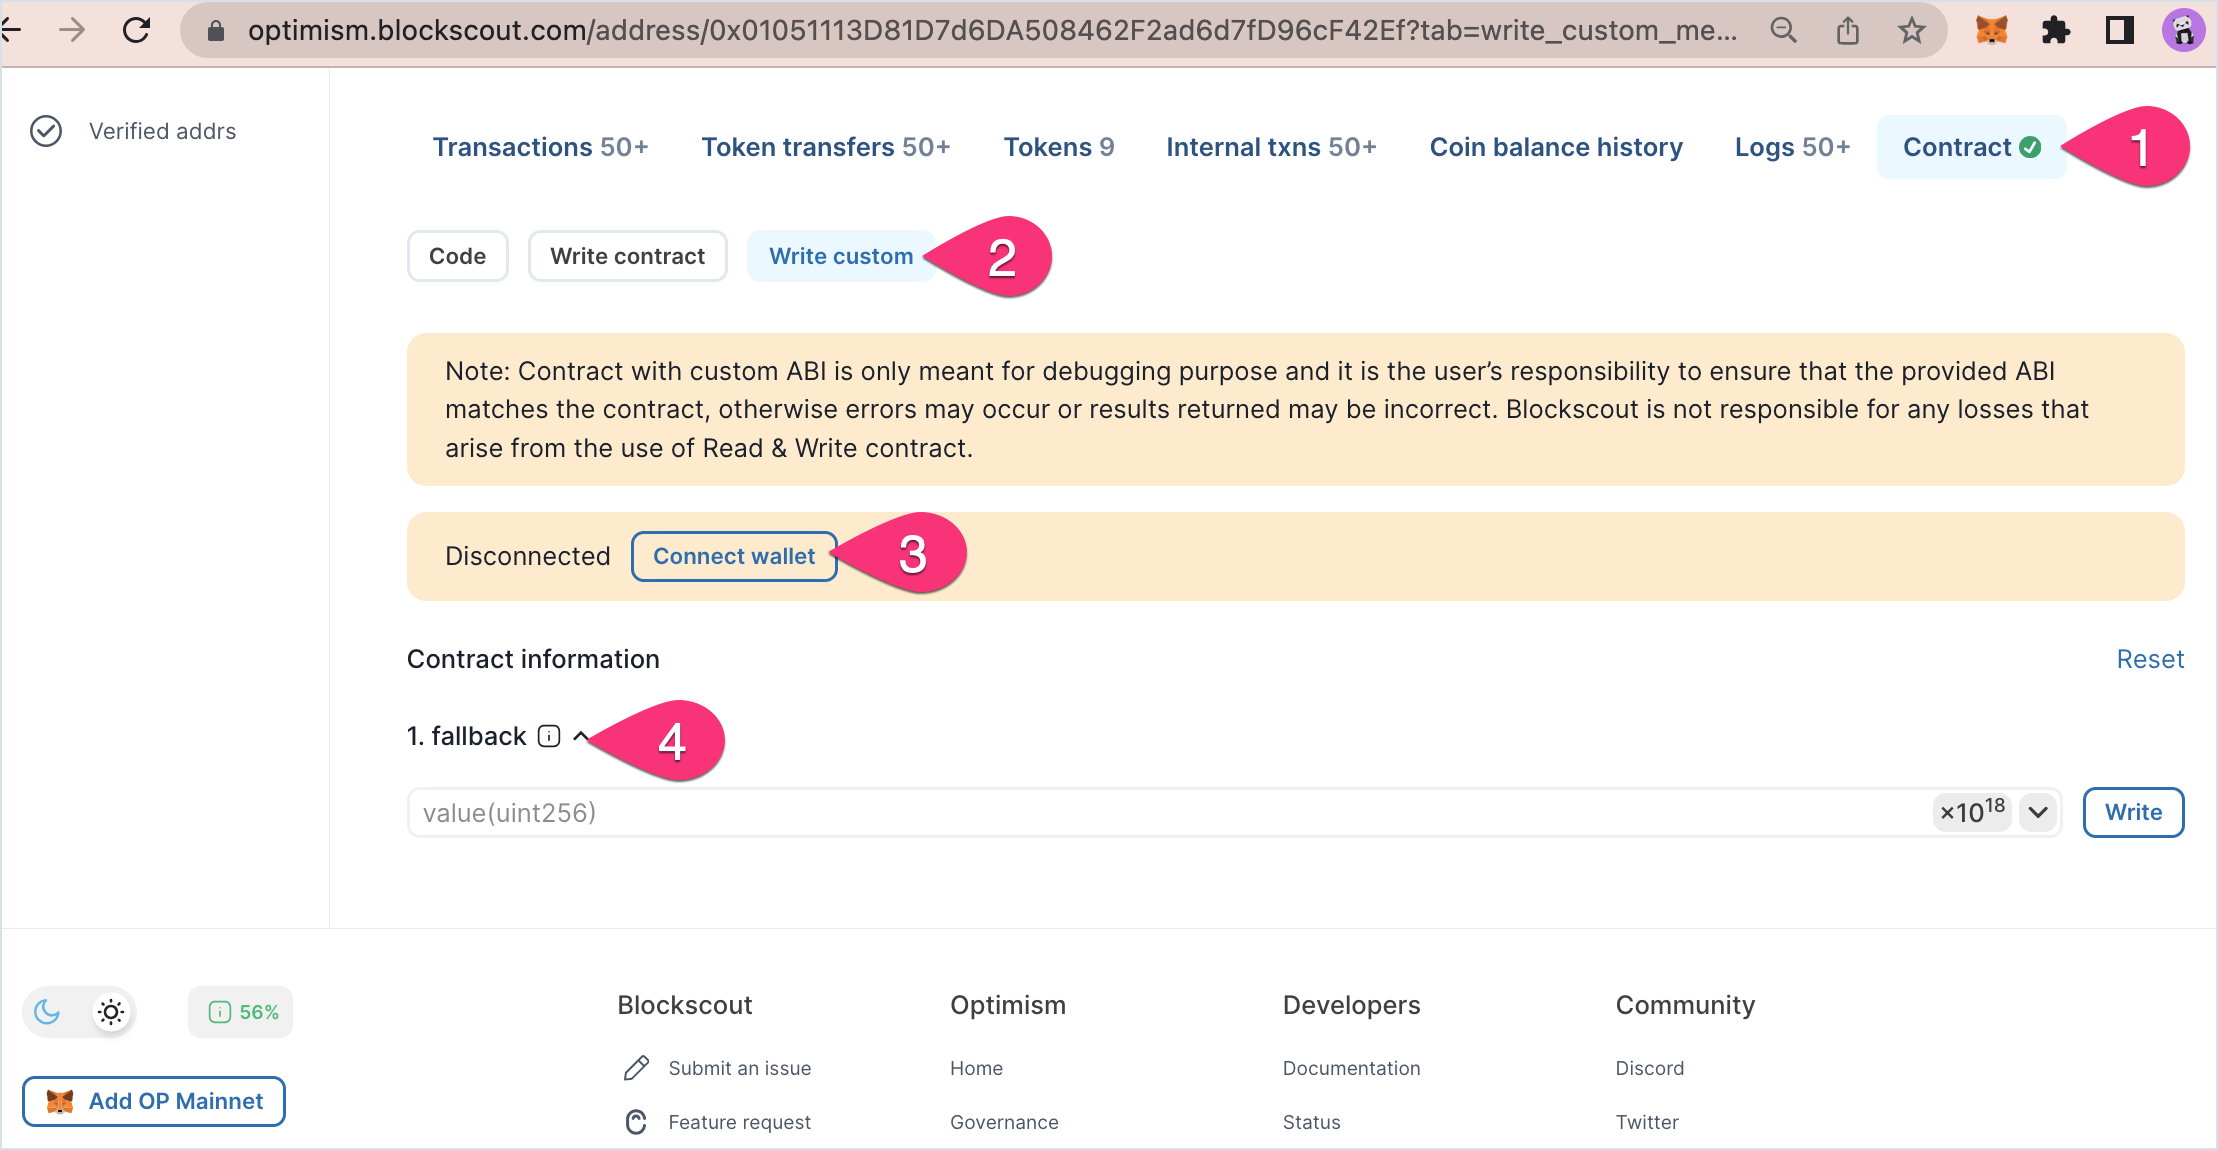 optimism.blockscout.com/address/0x01051113D81D7d6DA508462F2ad6d7fD96cF42Ef?tab=write_custom_me...
Verified addrs
Transactions 50+ Token transfers 50+ Tokens 9 Internal txns 50+ Coin balance history Logs 50+ Contract 1
Code Write contract Write custom 2
Note: Contract with custom ABI is only meant for debugging purpose and it is the user’s responsibility to ensure that the provided ABI
matches the contract, otherwise errors may occur or results returned may be incorrect. Blockscout is not responsible for any losses that
arise from the use of Read & Write contract.
Disconnected Connect wallet 3
Contract information Reset
1. fallback 4
value(uint256) ×10¹⁸ Write
56%
Add OP Mainnet
Blockscout Optimism Developers Community
Submit an issue Home Documentation Discord
Feature request Governance Status Twitter